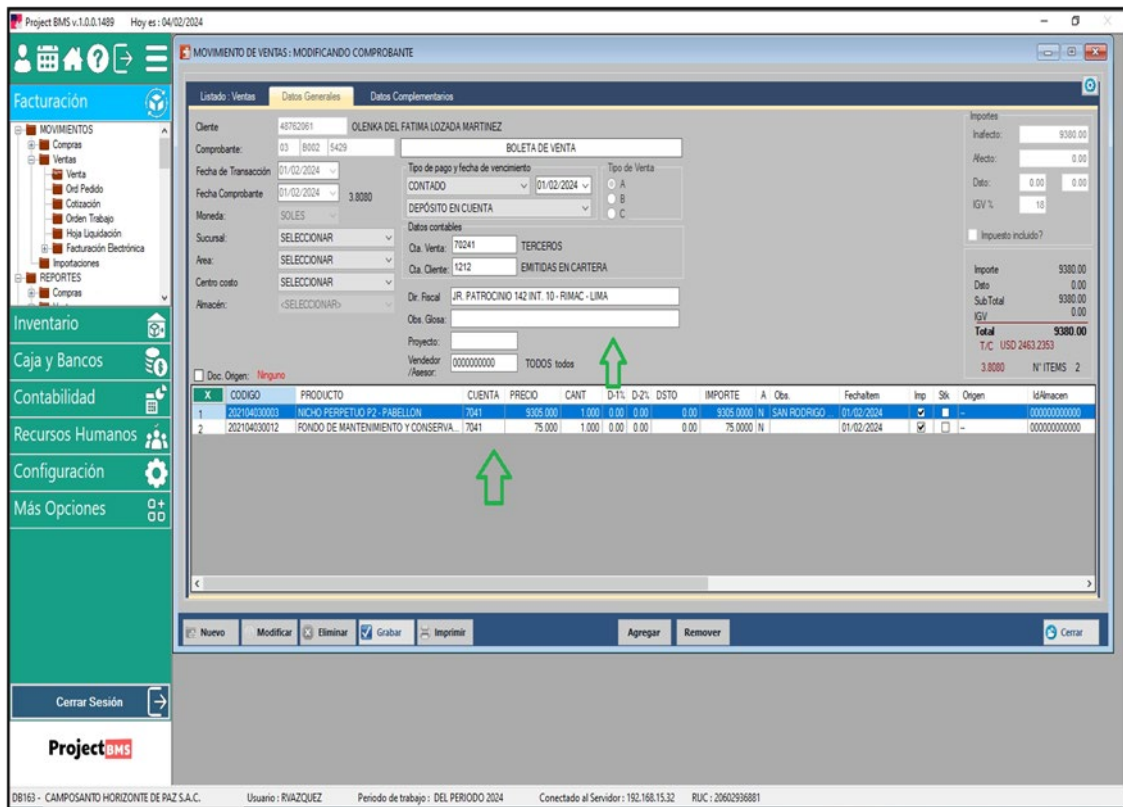 Project BMS v.1.0.0.1489 Hoy es : 04/02/2024
MOVIMIENTO DE VENTAS : MODIFICANDO COMPROBANTE
Facturación
MOVIMIENTOS
Compras
Ventas
Venta
Ord Pedido
Cotización
Orden Trabajo
Hoja Liquidación
Facturación Electrónica
Importaciones
REPORTES
Compras
Inventario
Caja y Bancos
Contabilidad
Recursos Humanos
Configuración
Más Opciones
Cerrar Sesión
Project BMS
Listado : Ventas Datos Generales Datos Complementarios
Cliente 48762061 OLENKA DEL FATIMA LOZADA MARTINEZ
Comprobante: 03 B002 5429 BOLETA DE VENTA
Fecha de Transacción 01/02/2024
Fecha Comprobante 01/02/2024 3.8080
Moneda: SOLES
Sucursal: SELECCIONAR
Area: SELECCIONAR
Centro costo SELECCIONAR
Almacén: <SELECCIONAR>
Tipo de pago y fecha de vencimiento
CONTADO 01/02/2024
DEPÓSITO EN CUENTA
Tipo de Venta
A
B
C
Datos contables
Cta. Venta: 70241 TERCEROS
Cta. Cliente: 1212 EMITIDAS EN CARTERA
Dir. Fiscal JR. PATROCINIO 142 INT. 10 - RIMAC - LIMA
Obs. Glosa:
Proyecto:
Vendedor /Asesor: 0000000000 TODOS todos
Importes
Inafecto: 9380.00
Afecto: 0.00
Dsto: 0.00 0.00
IGV % 18
Impuesto incluido?
Importe 9380.00
Dsto 0.00
SubTotal 9380.00
IGV 0.00
Total 9380.00
T/C USD 2463.2353
3.8080 N° ITEMS 2
Doc. Origen: Ninguno
X CODIGO PRODUCTO CUENTA PRECIO CANT D-1% D-2% DSTO IMPORTE A Obs. FechaItem Imp Stk Origen IdAlmacen
1 202104030003 NICHO PERPETUO P2 - PABELLON 7041 9305.000 1.000 0.00 0.00 0.00 9305.0000 N SAN RODRIGO ... 01/02/2024 -- 000000000000
2 202104030012 FONDO DE MANTENIMIENTO Y CONSERVA... 7041 75.000 1.000 0.00 0.00 0.00 75.0000 N 01/02/2024 -- 000000000000
Nuevo Modificar Eliminar Grabar Imprimir Agregar Remover Cerrar
DB163 - CAMPOSANTO HORIZONTE DE PAZ S.A.C. Usuario : RVAZQUEZ Periodo de trabajo : DEL PERIODO 2024 Conectado al Servidor : 192.168.15.32 RUC : 20602936881